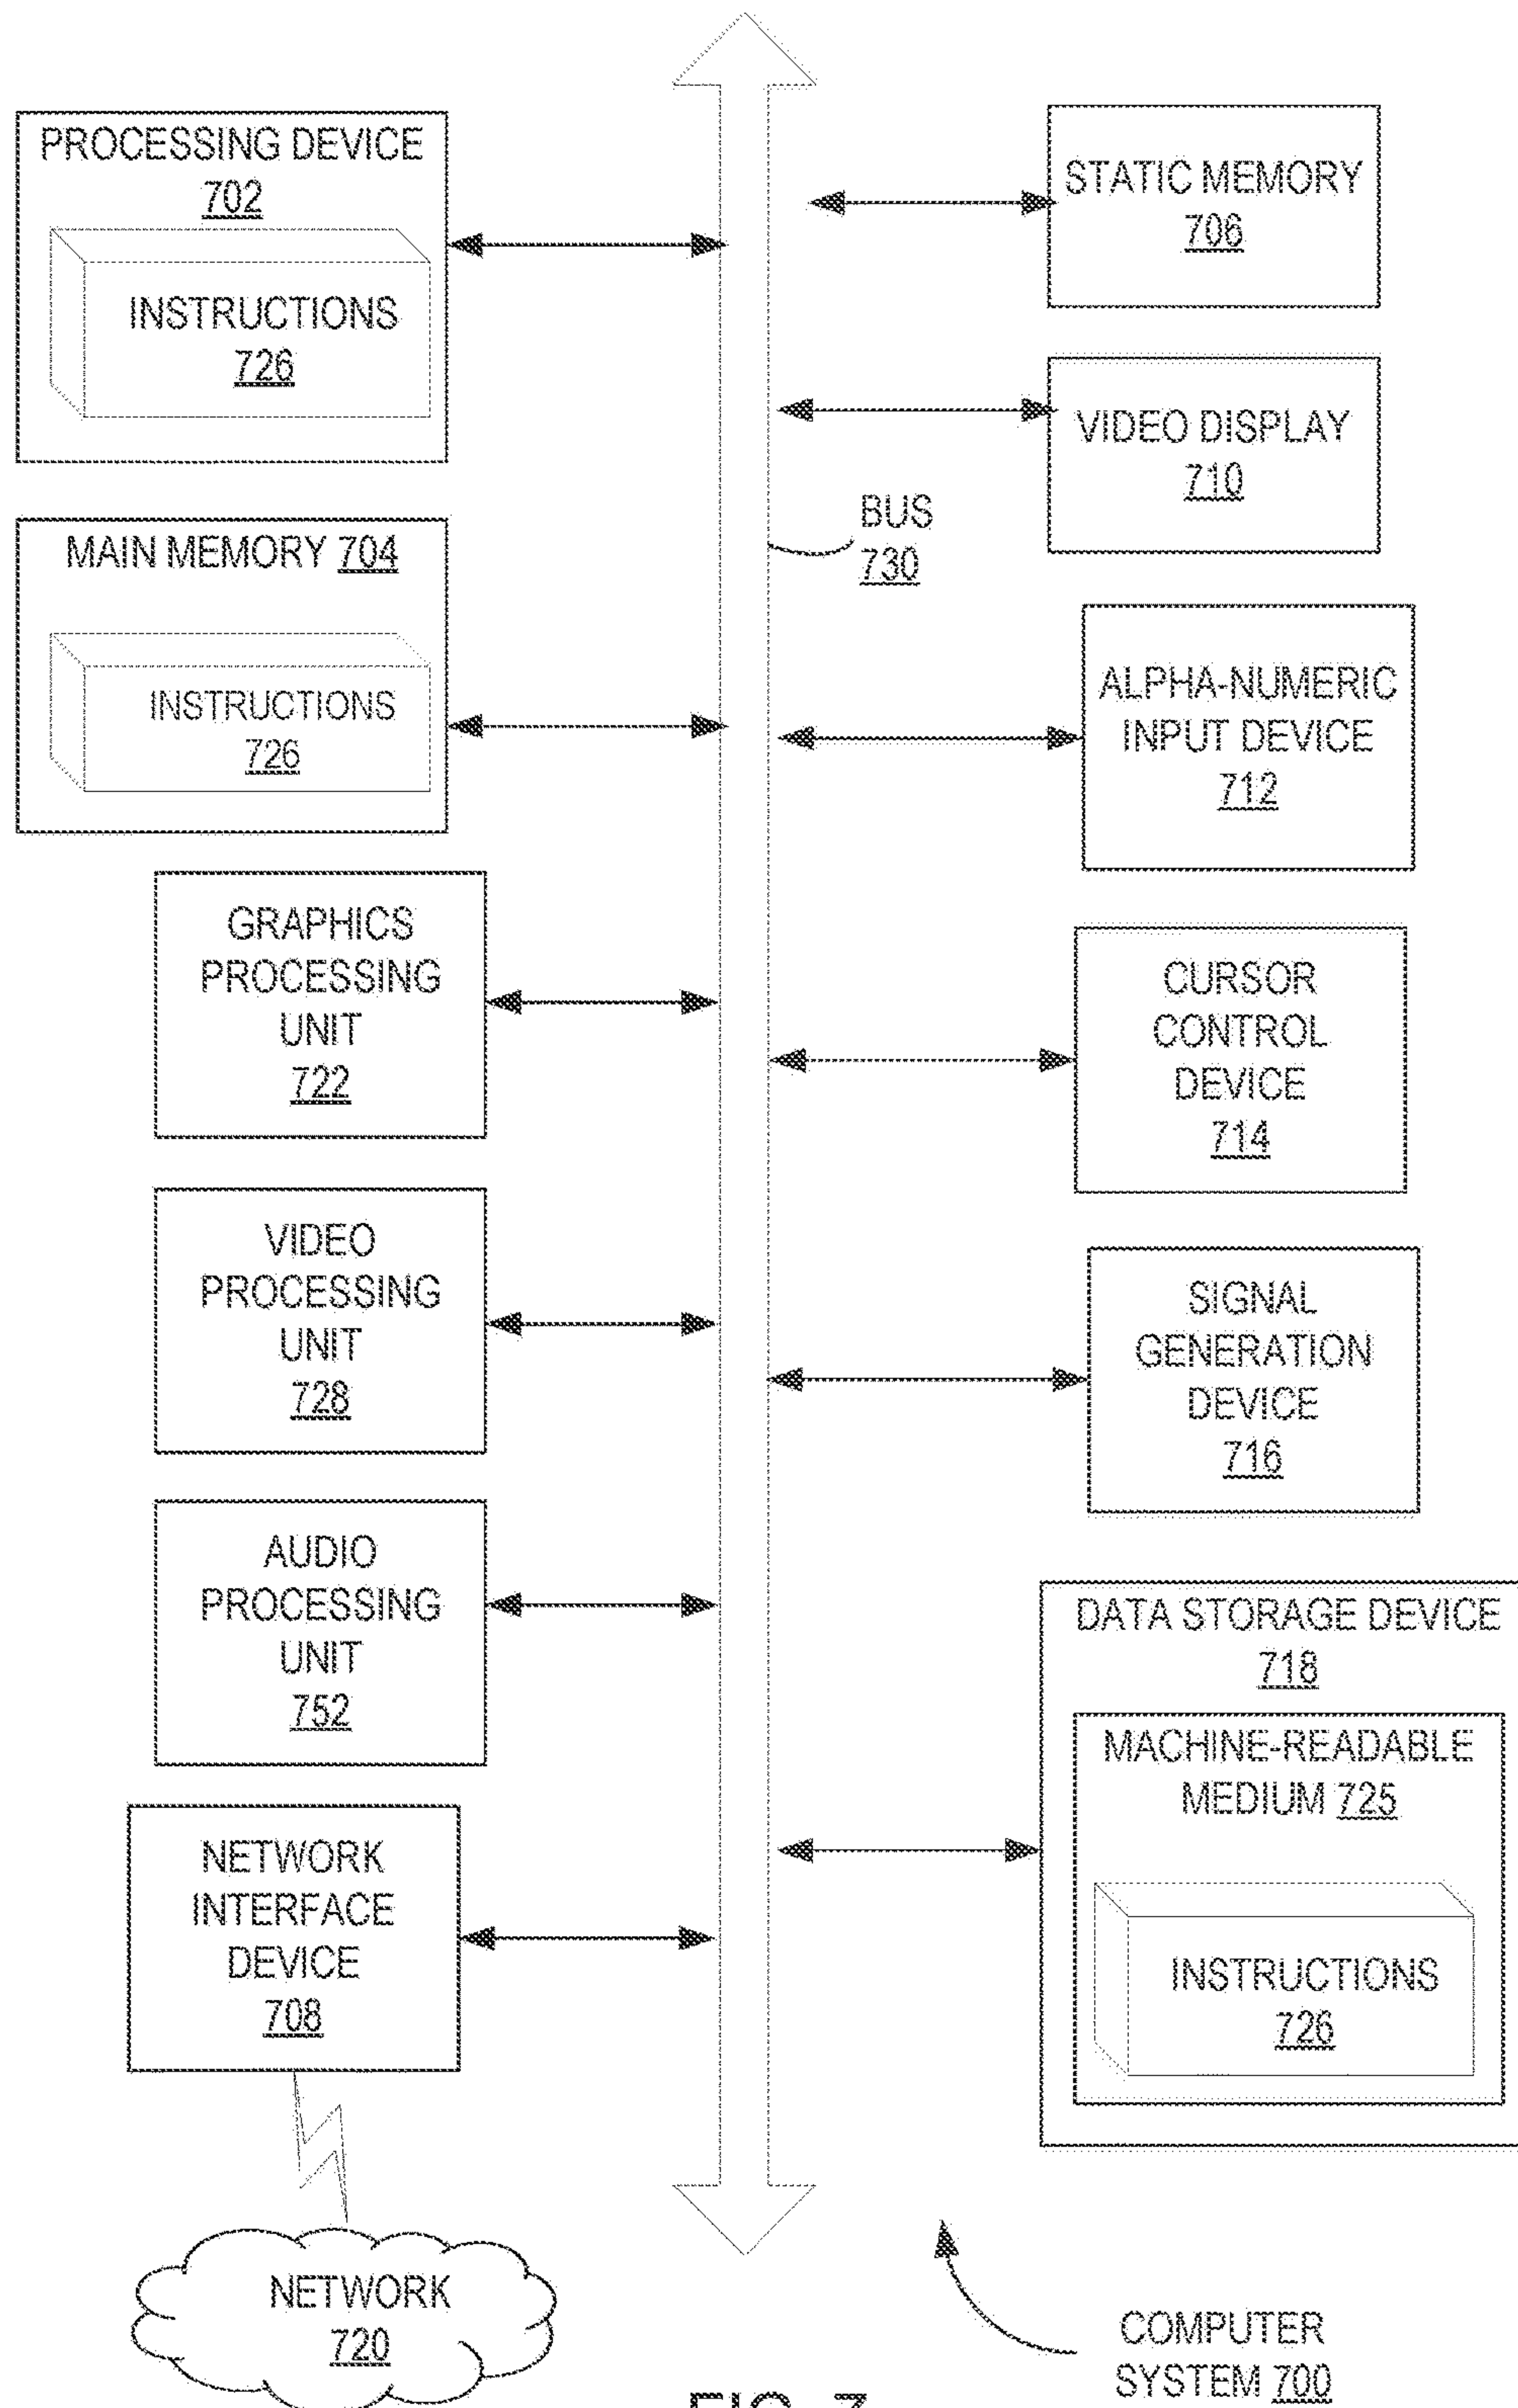 PROCESSING DEVICE
702
INSTRUCTIONS
726
MAIN MEMORY 704
INSTRUCTIONS
726
GRAPHICS
PROCESSING
UNIT
722
VIDEO
PROCESSING
UNIT
728
AUDIO
PROCESSING
UNIT
752
NETWORK
INTERFACE
DEVICE
708
NETWORK
720
BUS
730
STATIC MEMORY
706
VIDEO DISPLAY
710
ALPHA-NUMERIC
INPUT DEVICE
712
CURSOR
CONTROL
DEVICE
714
SIGNAL
GENERATION
DEVICE
716
DATA STORAGE DEVICE
718
MACHINE-READABLE
MEDIUM 725
INSTRUCTIONS
726
COMPUTER
SYSTEM 700
FIG. 7